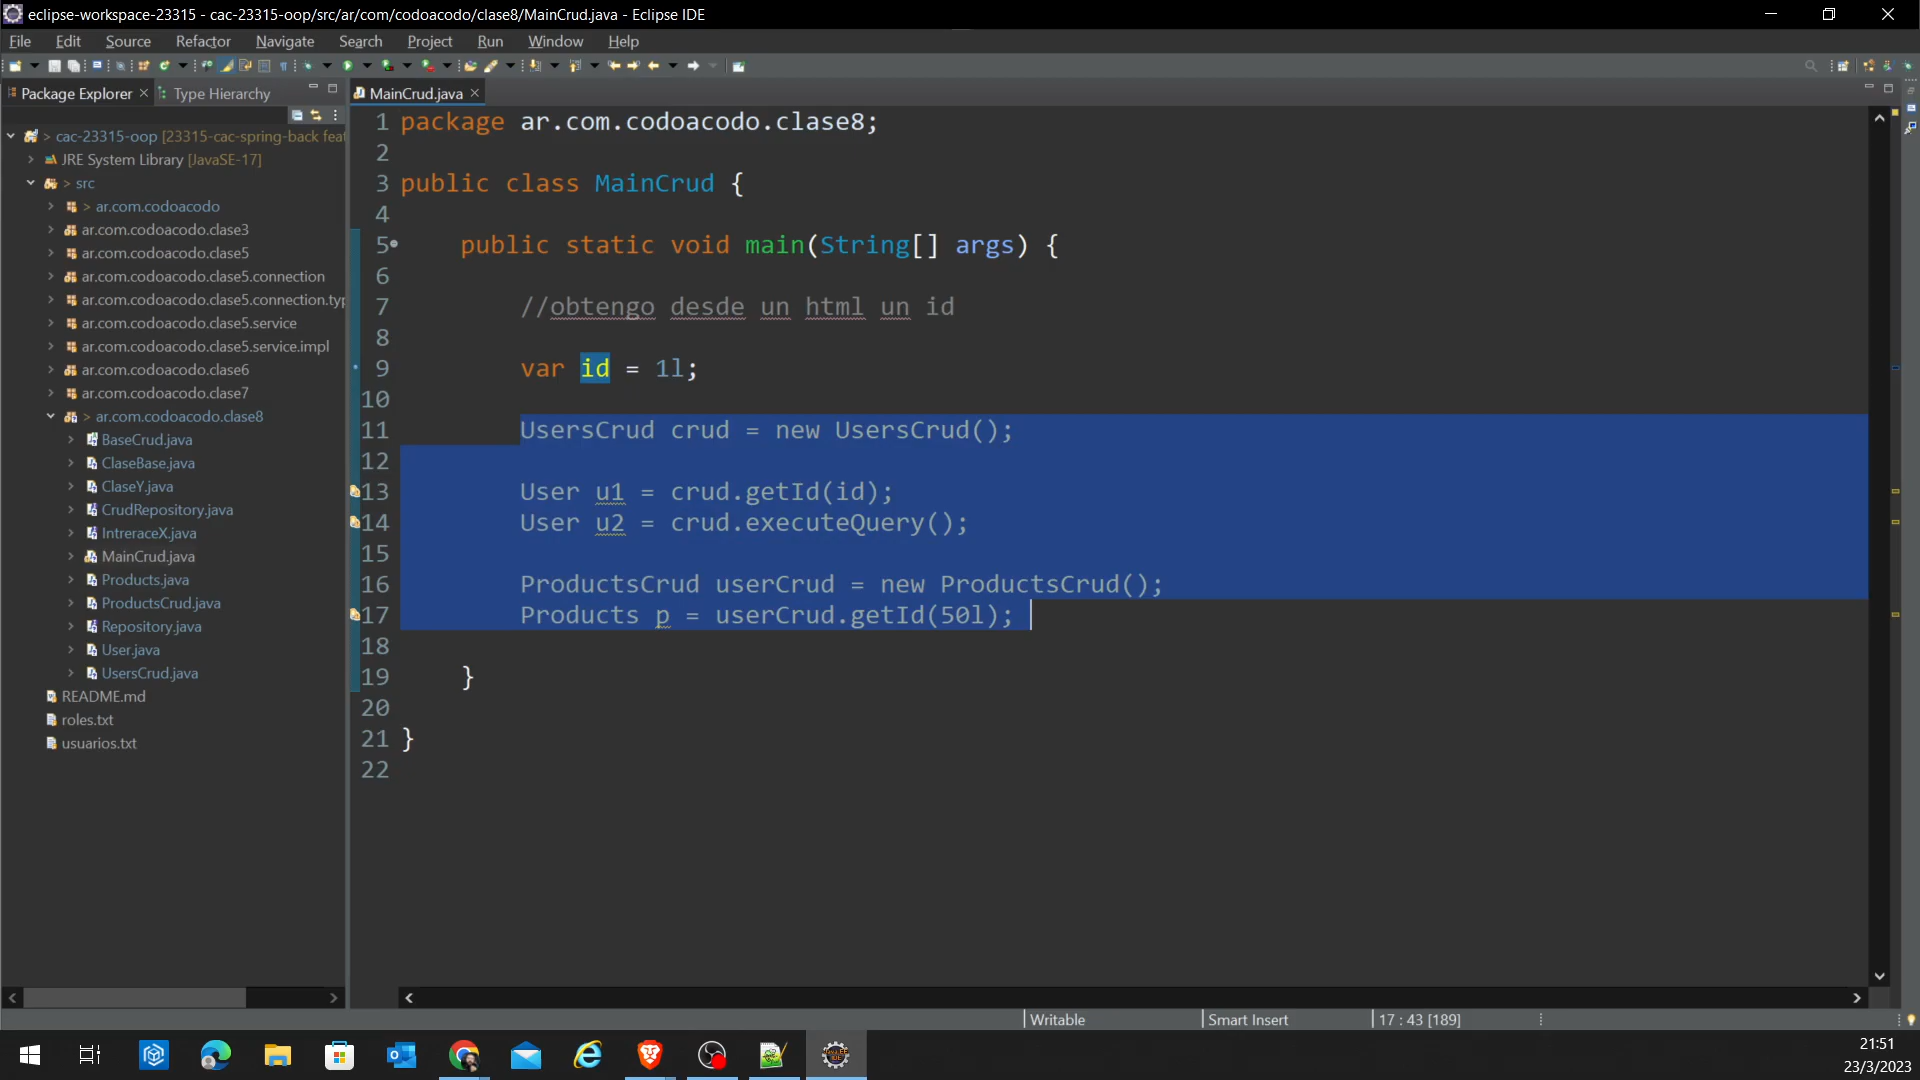 eclipse-workspace-23315 - cac-23315-oop/src/ar/com/codoacodo/clase8/MainCrud.java - Eclipse IDE
File Edit Source Refactor Navigate Search Project Run Window Help
Package Explorer Type Hierarchy
MainCrud.java
> cac-23315-oop [23315-cac-spring-back feat
JRE System Library [JavaSE-17]
> src
> ar.com.codoacodo
ar.com.codoacodo.clase3
ar.com.codoacodo.clase5
ar.com.codoacodo.clase5.connection
ar.com.codoacodo.clase5.connection.typ
ar.com.codoacodo.clase5.service
ar.com.codoacodo.clase5.service.impl
ar.com.codoacodo.clase6
ar.com.codoacodo.clase7
> ar.com.codoacodo.clase8
BaseCrud.java
ClaseBase.java
ClaseY.java
CrudRepository.java
IntreraceX.java
MainCrud.java
Products.java
ProductsCrud.java
Repository.java
User.java
UsersCrud.java
README.md
roles.txt
usuarios.txt
1 package ar.com.codoacodo.clase8;
2
3 public class MainCrud {
4
5 public static void main(String[] args) {
6
7 //obtengo desde un html un id
8
9 var id = 1l;
10
11 UsersCrud crud = new UsersCrud();
12
13 User u1 = crud.getId(id);
14 User u2 = crud.executeQuery();
15
16 ProductsCrud userCrud = new ProductsCrud();
17 Products p = userCrud.getId(50l);
18
19 }
20
21 }
22
Writable Smart Insert 17 : 43 [189]
21:51
23/3/2023